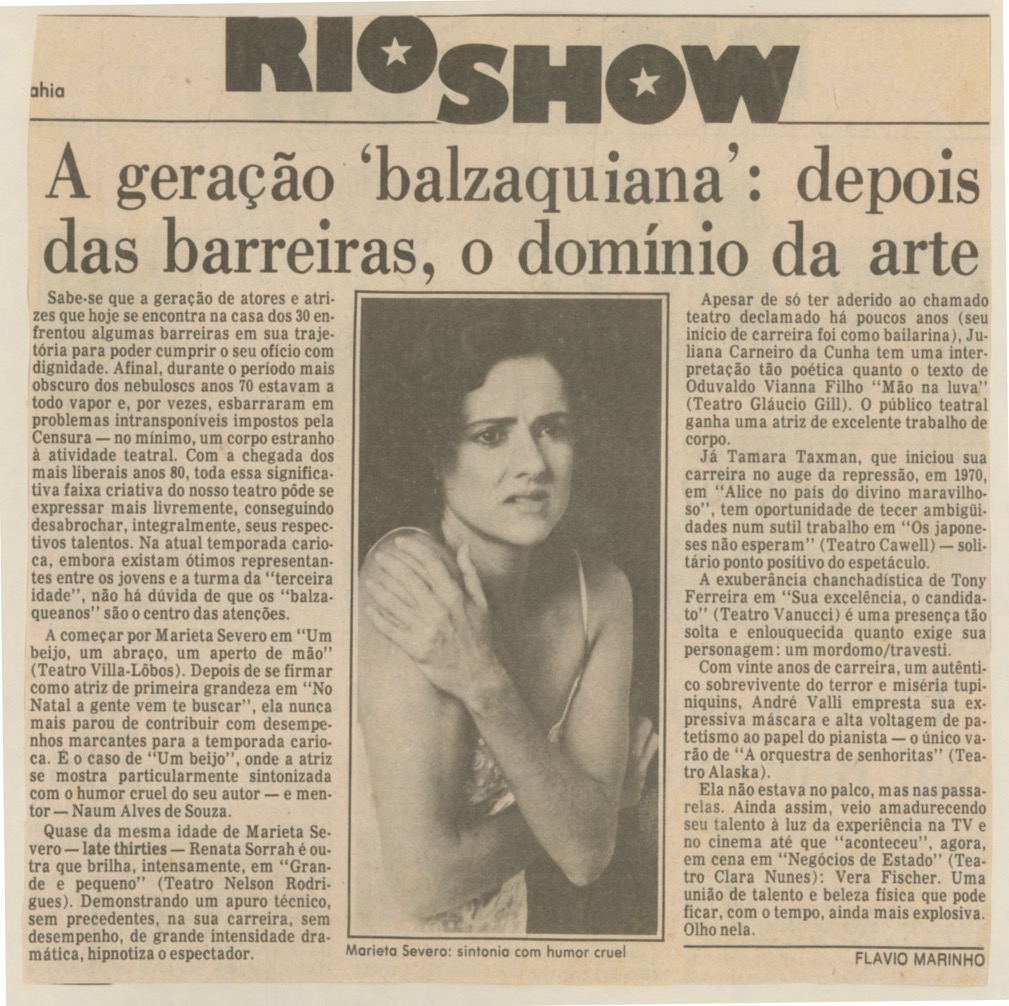 ahia
RIO SHOW
A geração ‘balzaquiana’: depois
das barreiras, o domínio da arte
Sabe-se que a geração de atores e atri-
zes que hoje se encontra na casa dos 30 en-
frentou algumas barreiras em sua traje-
tória para poder cumprir o seu ofício com
dignidade. Afinal, durante o período mais
obscuro dos nebulosos anos 70 estavam a
todo vapor e, por vezes, esbarraram em
problemas intransponíveis impostos pela
Censura — no mínimo, um corpo estranho
à atividade teatral. Com a chegada dos
mais liberais anos 80, toda essa significa-
tiva faixa criativa do nosso teatro pôde se
expressar mais livremente, conseguindo
desabrochar, integralmente, seus respec-
tivos talentos. Na atual temporada cario-
ca, embora existam ótimos representan-
tes entre os jovens e a turma da “terceira
idade”, não há dúvida de que os “balza-
queanos” são o centro das atenções.
A começar por Marieta Severo em “Um
beijo, um abraço, um aperto de mão”
(Teatro Villa-Lôbos). Depois de se firmar
como atriz de primeira grandeza em “No
Natal a gente vem te buscar”, ela nunca
mais parou de contribuir com desempe-
nhos marcantes para a temporada cario-
ca. É o caso de “Um beijo”, onde a atriz
se mostra particularmente sintonizada
com o humor cruel do seu autor — e men-
tor — Naum Alves de Souza.
Quase da mesma idade de Marieta Se-
vero — late thirties — Renata Sorrah é ou-
tra que brilha, intensamente, em “Gran-
de e pequeno” (Teatro Nelson Rodri-
gues). Demonstrando um apuro técnico,
sem precedentes, na sua carreira, sem
desempenho, de grande intensidade dra-
mática, hipnotiza o espectador.
Marieta Severo: sintonia com humor cruel
Apesar de só ter aderido ao chamado
teatro declamado há poucos anos (seu
início de carreira foi como bailarina), Ju-
liana Carneiro da Cunha tem uma inter-
pretação tão poética quanto o texto de
Oduvaldo Vianna Filho “Mão na luva”
(Teatro Gláucio Gill). O público teatral
ganha uma atriz de excelente trabalho de
corpo.
Já Tamara Taxman, que iniciou sua
carreira no auge da repressão, em 1970,
em “Alice no país do divino maravilho-
so”, tem oportunidade de tecer ambigüi-
dades num sutil trabalho em “Os japone-
ses não esperam” (Teatro Cawell) — soli-
tário ponto positivo do espetáculo.
A exuberância chanchadística de Tony
Ferreira em “Sua excelência, o candida-
to” (Teatro Vanucci) é uma presença tão
solta e enlouquecida quanto exige sua
personagem: um mordomo/travesti.
Com vinte anos de carreira, um autênti-
co sobrevivente do terror e miséria tupi-
niquins, André Valli empresta sua ex-
pressiva máscara e alta voltagem de pa-
tetismo ao papel do pianista — o único va-
rão de “A orquestra de senhoritas” (Tea-
tro Alaska).
Ela não estava no palco, mas nas passa-
relas. Ainda assim, veio amadurecendo
seu talento à luz da experiência na TV e
no cinema até que “aconteceu”, agora,
em cena em “Negócios de Estado” (Tea-
tro Clara Nunes): Vera Fischer. Uma
união de talento e beleza física que pode
ficar, com o tempo, ainda mais explosiva.
Olho nela.
FLAVIO MARINHO